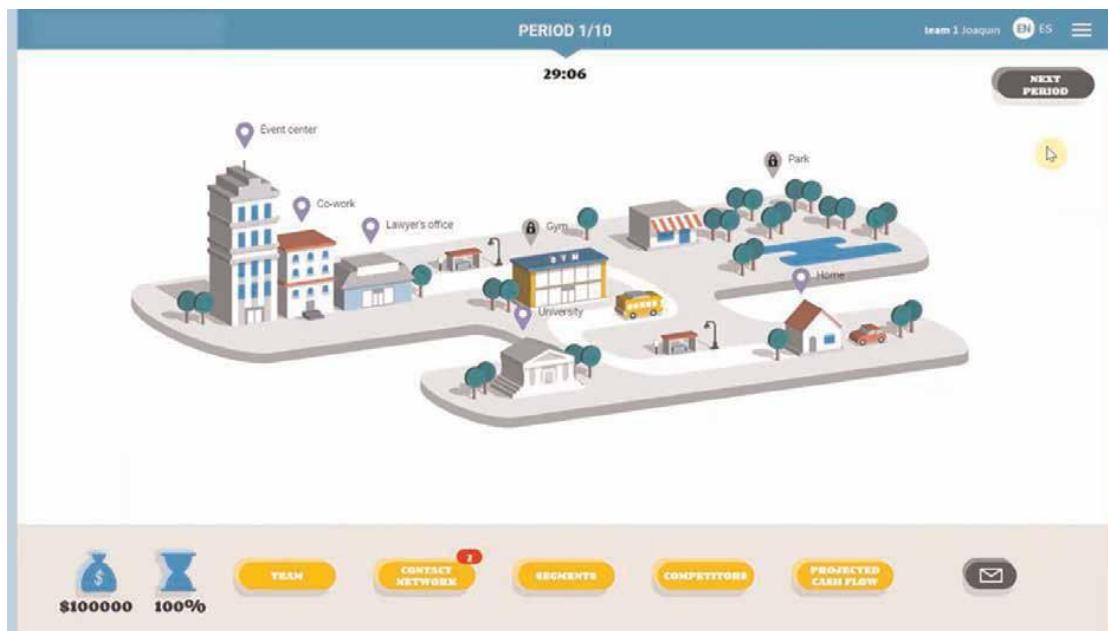 PERIOD 1/10
team 1 Joaquin EN ES
29:06
NEXT
PERIOD
Event center
Park
Co-work
Lawyer's office
Gym
GYM
Home
University
$
2
TEAM
CONTACT
NETWORK
SEGMENTS
COMPETITORS
PROJECTED
CASH FLOW
$100000
100%